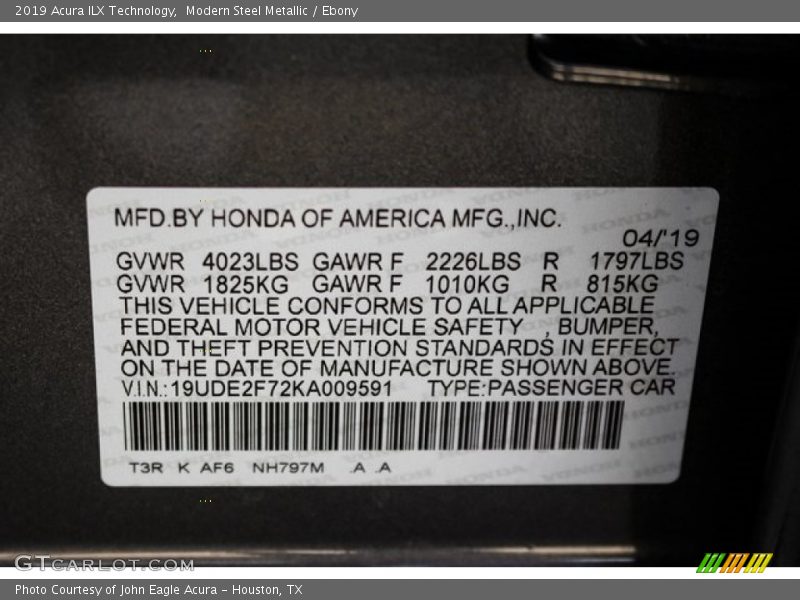 2019 Acura ILX Technology, Modern Steel Metallic / Ebony
MFD.BY HONDA OF AMERICA MFG.,INC.
04/'19
GVWR 4023LBS GAWR F 2226LBS R 1797LBS
GVWR 1825KG GAWR F 1010KG R 815KG
THIS VEHICLE CONFORMS TO ALL APPLICABLE
FEDERAL MOTOR VEHICLE SAFETY , BUMPER,
AND THEFT PREVENTION STANDARDS IN EFFECT
ON THE DATE OF MANUFACTURE SHOWN ABOVE.
V.I.N.:19UDE2F72KA009591 TYPE:PASSENGER CAR
T3R K AF6 NH797M .A .A
GTCARLOT.COM
Photo Courtesy of John Eagle Acura - Houston, TX